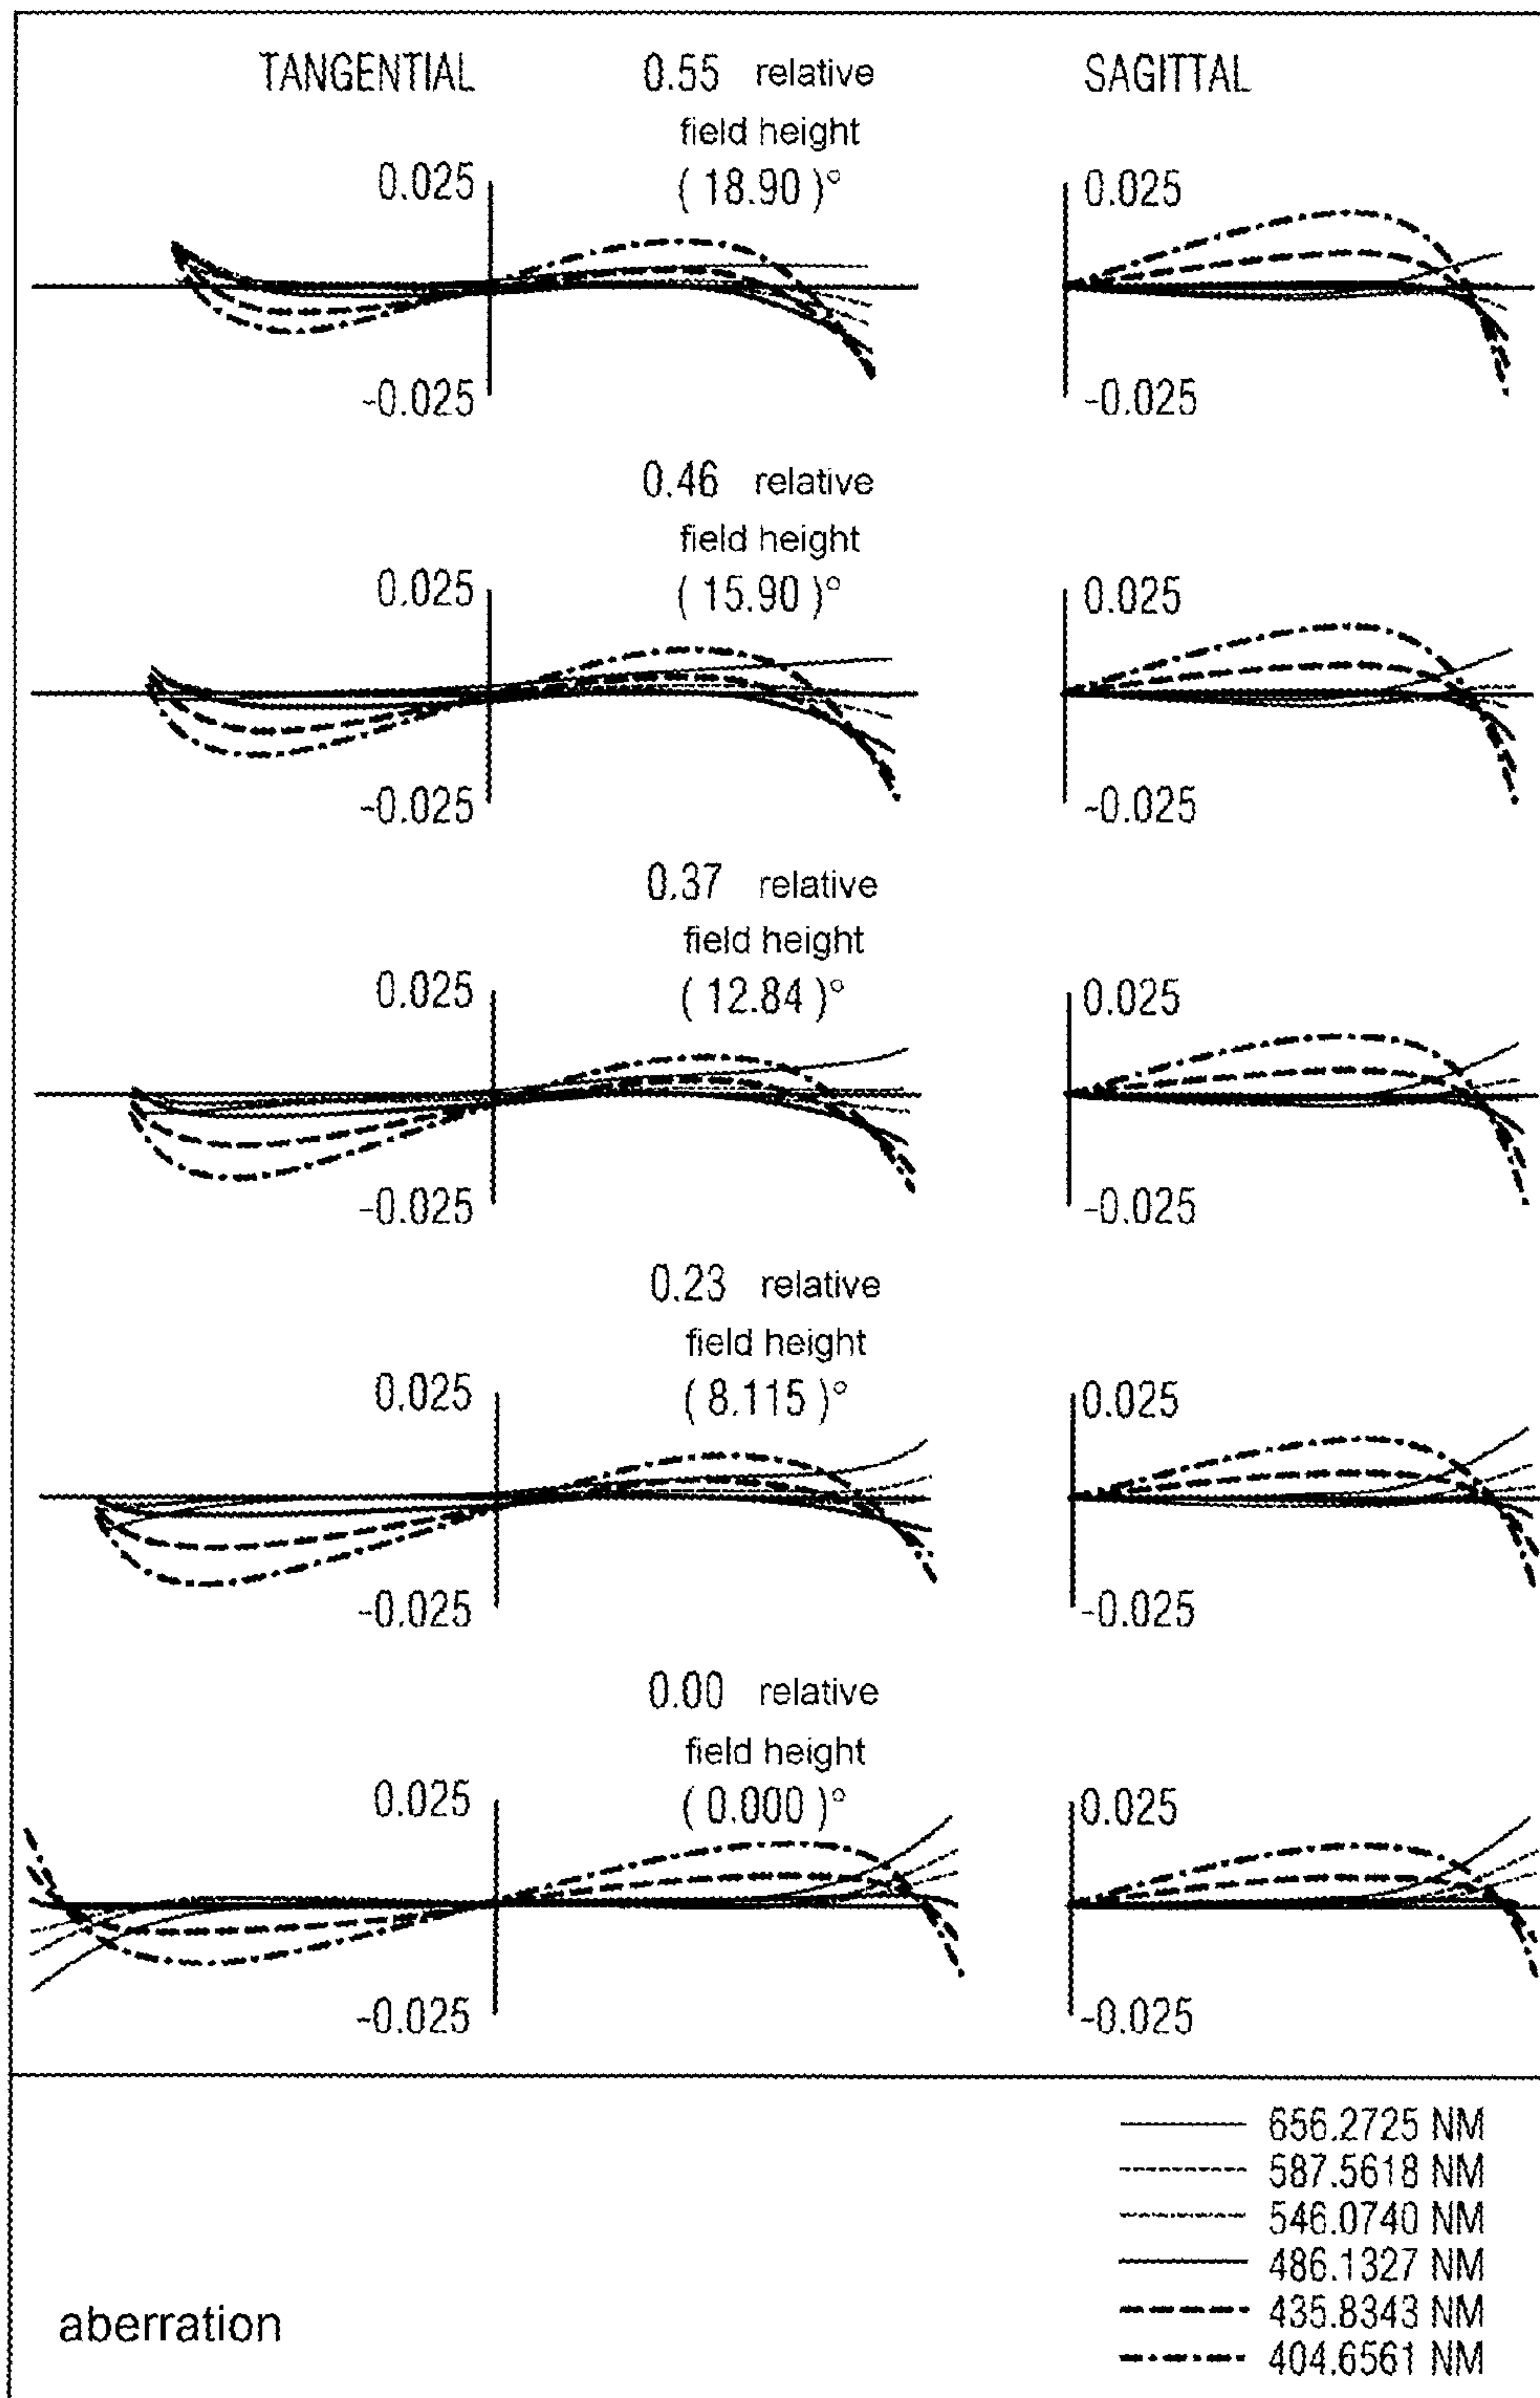 TANGENTIAL 0.55 relative SAGITTAL
field height
0.025 ( 18.90 )° 0.025
-0.025 -0.025
0.46 relative
field height
0.025 ( 15.90 )° 0.025
-0.025 -0.025
0.37 relative
field height
0.025 ( 12.84 )° 0.025
-0.025 -0.025
0.23 relative
field height
0.025 ( 8.115 )° 0.025
-0.025 -0.025
0.00 relative
field height
0.025 ( 0.000 )° 0.025
-0.025 -0.025
656.2725 NM
587.5618 NM
546.0740 NM
486.1327 NM
435.8343 NM
404.6561 NM
aberration